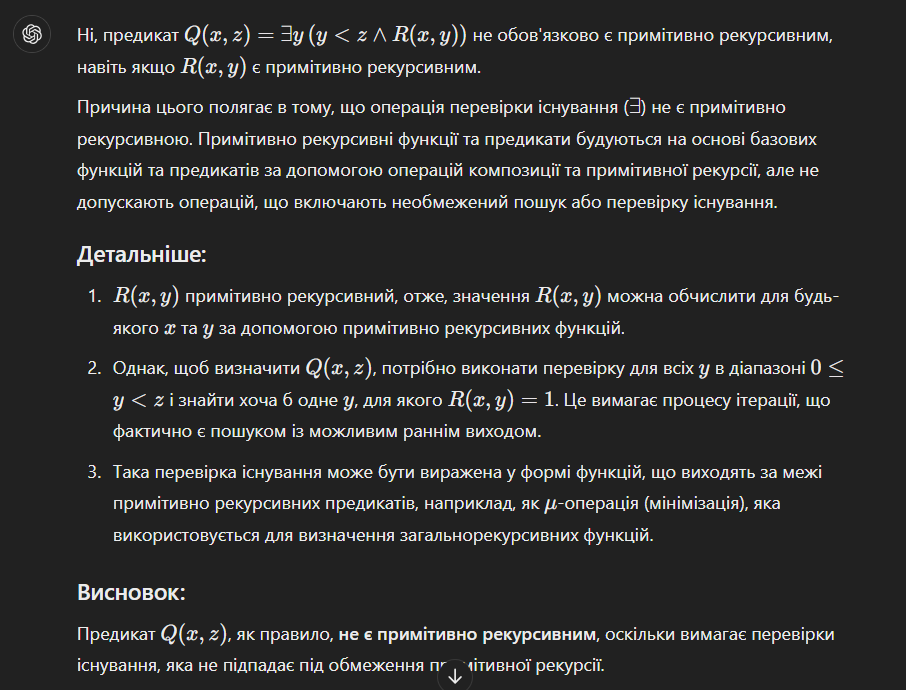 Ні, предикат Q(x, z) = ∃y (y < z ∧ R(x, y)) не обов'язково є примітивно рекурсивним,
навіть якщо R(x, y) є примітивно рекурсивним.
Причина цього полягає в тому, що операція перевірки існування (∃) не є примітивно
рекурсивною. Примітивно рекурсивні функції та предикати будуються на основі базових
функцій та предикатів за допомогою операцій композиції та примітивної рекурсії, але не
допускають операцій, що включають необмежений пошук або перевірку існування.
Детальніше:
1. R(x, y) примітивно рекурсивний, отже, значення R(x, y) можна обчислити для будь-
якого x та y за допомогою примітивно рекурсивних функцій.
2. Однак, щоб визначити Q(x, z), потрібно виконати перевірку для всіх y в діапазоні 0 ≤
y < z і знайти хоча б одне y, для якого R(x, y) = 1. Це вимагає процесу ітерації, що
фактично є пошуком із можливим раннім виходом.
3. Така перевірка існування може бути виражена у формі функцій, що виходять за межі
примітивно рекурсивних предикатів, наприклад, як μ-операція (мінімізація), яка
використовується для визначення загальнорекурсивних функцій.
Висновок:
Предикат Q(x, z), як правило, не є примітивно рекурсивним, оскільки вимагає перевірки
існування, яка не підпадає під обмеження примітивної рекурсії.